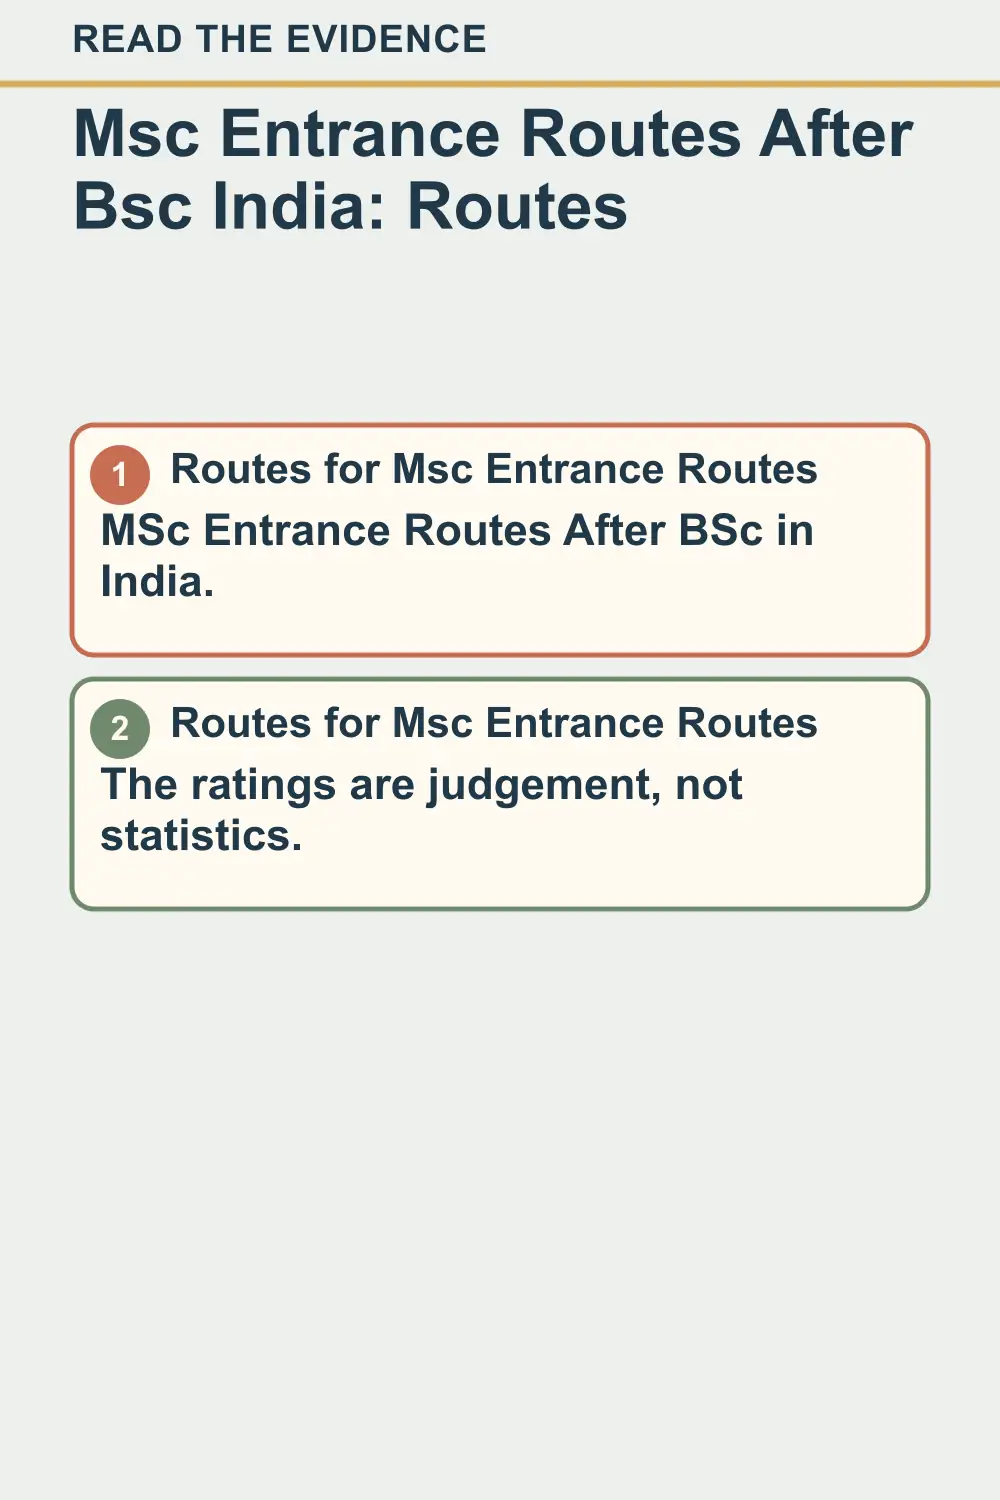 READ THE EVIDENCE
Msc Entrance Routes After
Bsc India: Routes
1 Routes for Msc Entrance Routes
MSc Entrance Routes After BSc in
India.
2 Routes for Msc Entrance Routes
The ratings are judgement, not
statistics.